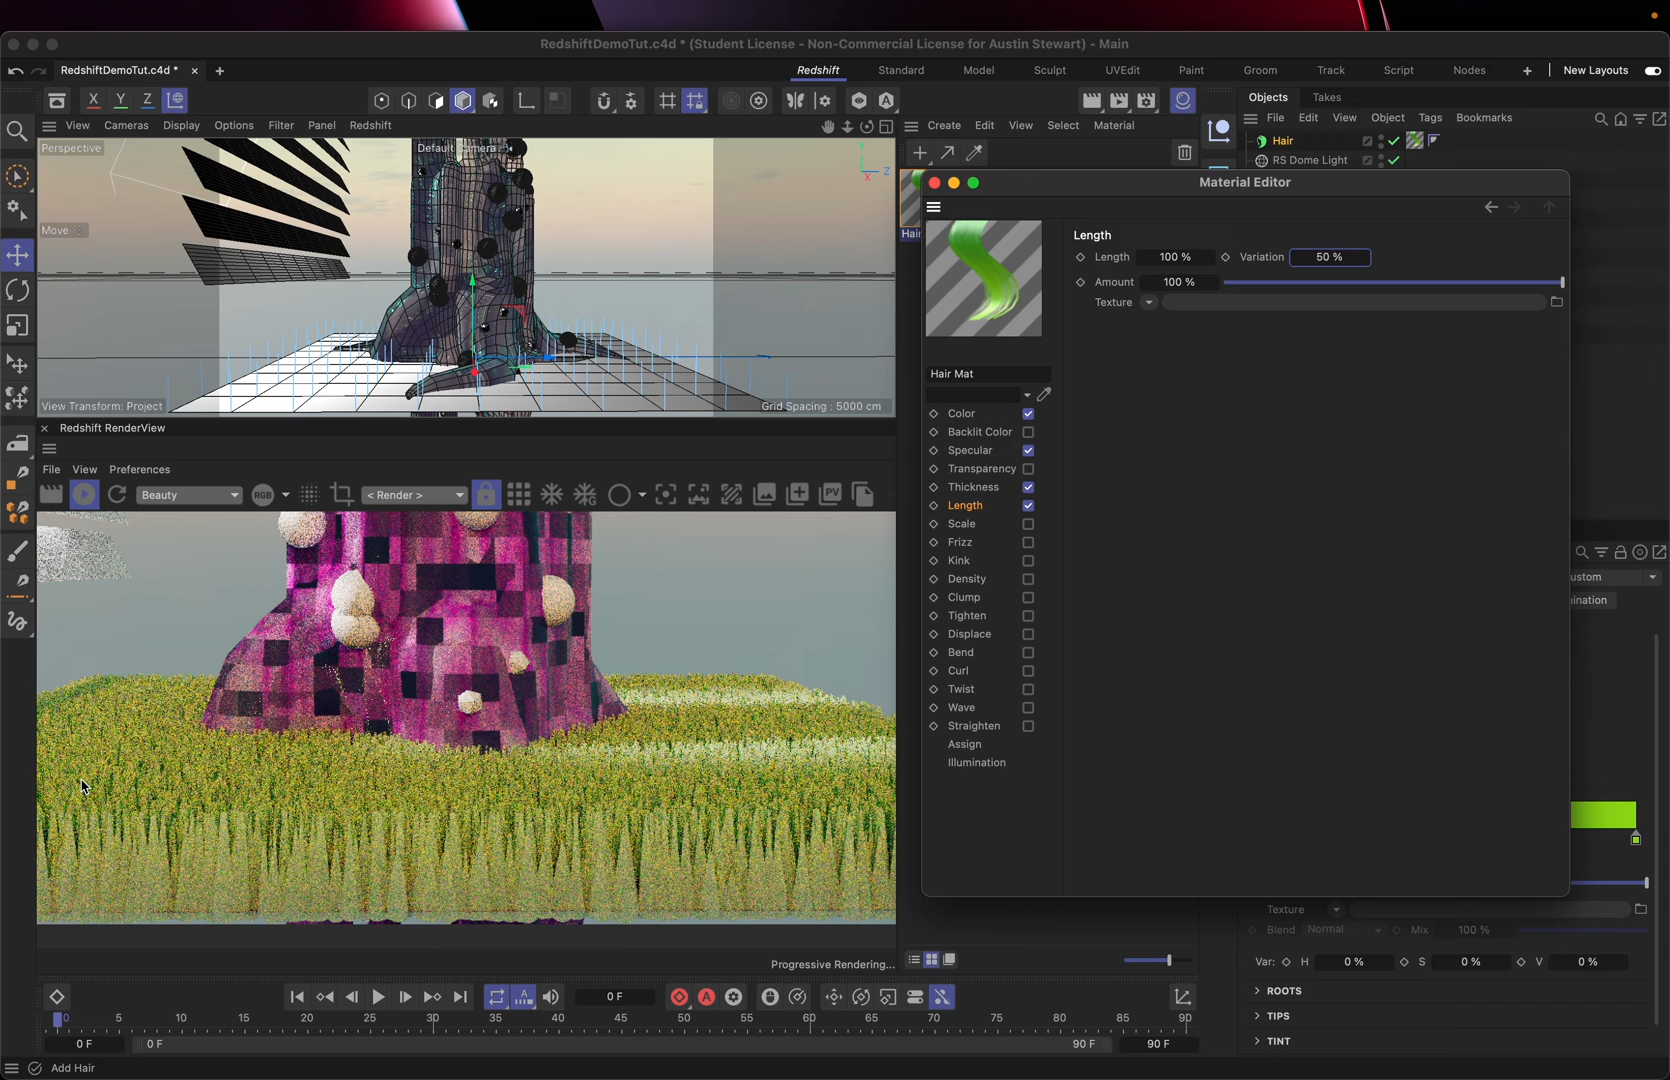 RedshiftDemoTut.c4d * (Student License - Non-Commercial License for Austin Stewart) - Main
RedshiftDemoTut.c4d *
Redshift
Standard
Model
Sculpt
UVEdit
Paint
Groom
Track
Script
Nodes
New Layouts
X
Y
Z
Objects
Takes
View
Cameras
Display
Options
Filter
Panel
Redshift
Create
Edit
View
Select
Material
File
Edit
View
Object
Tags
Bookmarks
Perspective
Default Camera
Hair
RS Dome Light
Y
X
Z
Move
View Transform: Project
Grid Spacing : 5000 cm
Material Editor
Length
Length 100 % Variation 50 %
Amount 100 %
Texture
Hair Mat
Color
Backlit Color
Specular
Transparency
Thickness
Length
Scale
Frizz
Kink
Density
Clump
Tighten
Displace
Bend
Curl
Twist
Wave
Straighten
Assign
Illumination
Redshift RenderView
File
View
Preferences
Beauty
RGB
< Render >
PV
Progressive Rendering...
ustom
ination
Texture
Blend Normal Mix 100 %
Var: H 0 % S 0 % V 0 %
ROOTS
TIPS
TINT
0 F
0 5 10 15 20 25 30 35 40 45 50 55 60 65 70 75 80 85 90
0 F
0 F
90 F
90 F
Add Hair